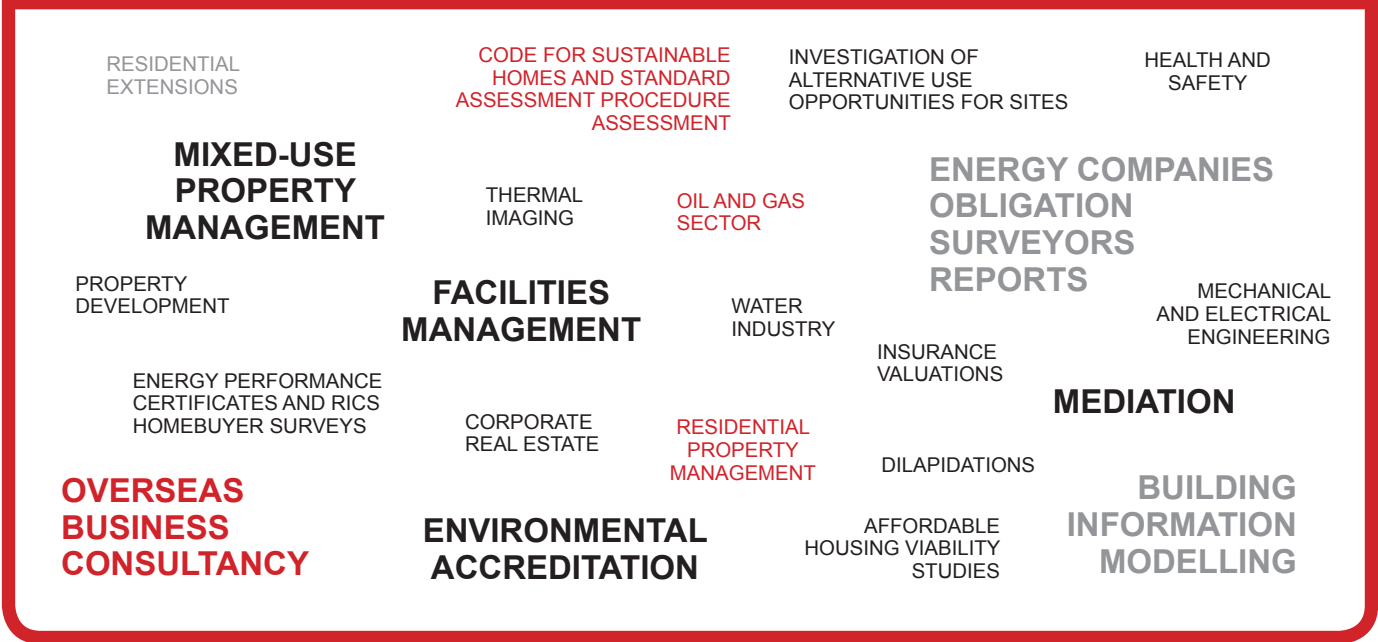 RESIDENTIAL
EXTENSIONS
CODE FOR SUSTAINABLE
HOMES AND STANDARD
ASSESSMENT PROCEDURE
ASSESSMENT
INVESTIGATION OF
ALTERNATIVE USE
OPPORTUNITIES FOR SITES
HEALTH AND
SAFETY
MIXED-USE
PROPERTY
MANAGEMENT
THERMAL
IMAGING
OIL AND GAS
SECTOR
ENERGY COMPANIES
OBLIGATION
SURVEYORS
REPORTS
PROPERTY
DEVELOPMENT
FACILITIES
MANAGEMENT
WATER
INDUSTRY
MECHANICAL
AND ELECTRICAL
ENGINEERING
INSURANCE
VALUATIONS
ENERGY PERFORMANCE
CERTIFICATES AND RICS
HOMEBUYER SURVEYS
CORPORATE
REAL ESTATE
RESIDENTIAL
PROPERTY
MANAGEMENT
MEDIATION
DILAPIDATIONS
OVERSEAS
BUSINESS
CONSULTANCY
ENVIRONMENTAL
ACCREDITATION
AFFORDABLE
HOUSING VIABILITY
STUDIES
BUILDING
INFORMATION
MODELLING